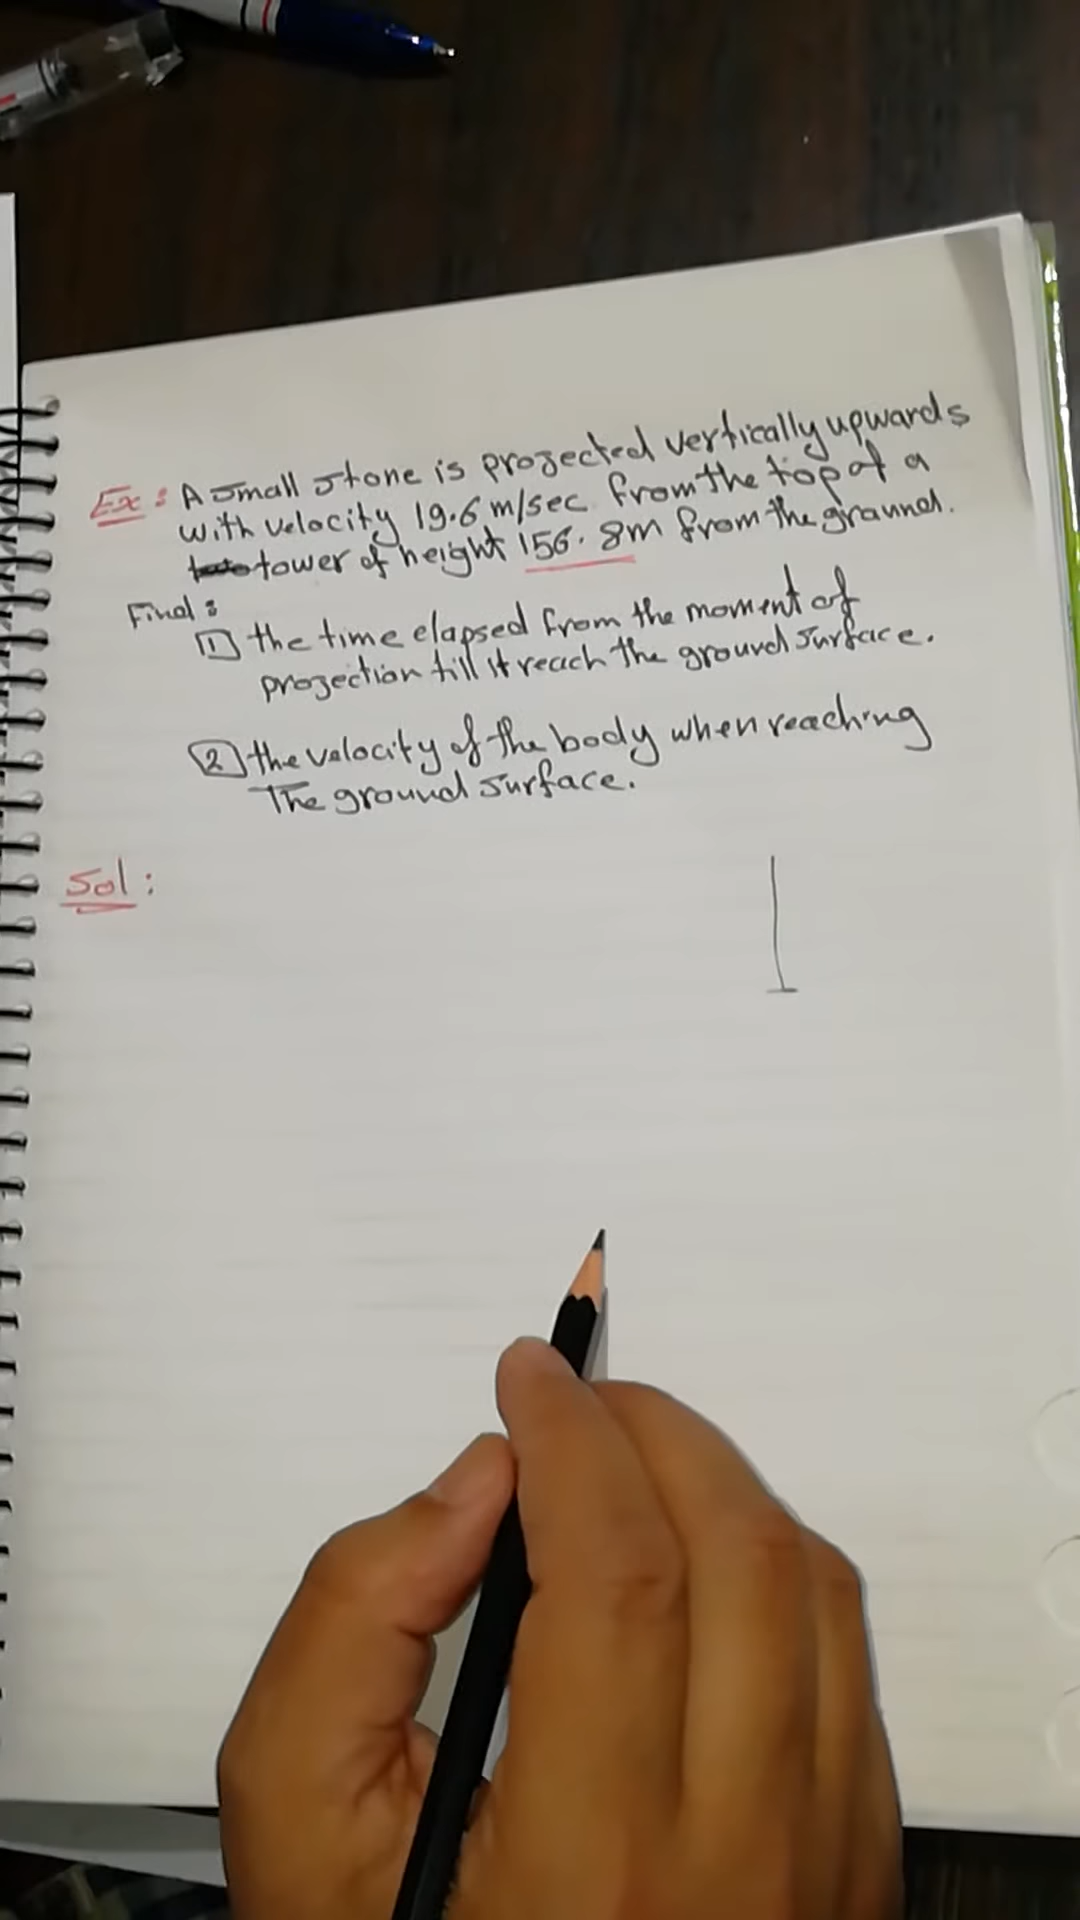 Ex: A small stone is projected vertically upwards
with velocity 19.6 m/sec from the top of a
tower of height 156.8m from the graund.
Find:
1 the time elapsed from the moment of
projection till it reach the ground surface.
2 the velocity of the body when reaching
The ground surface.
Sol: